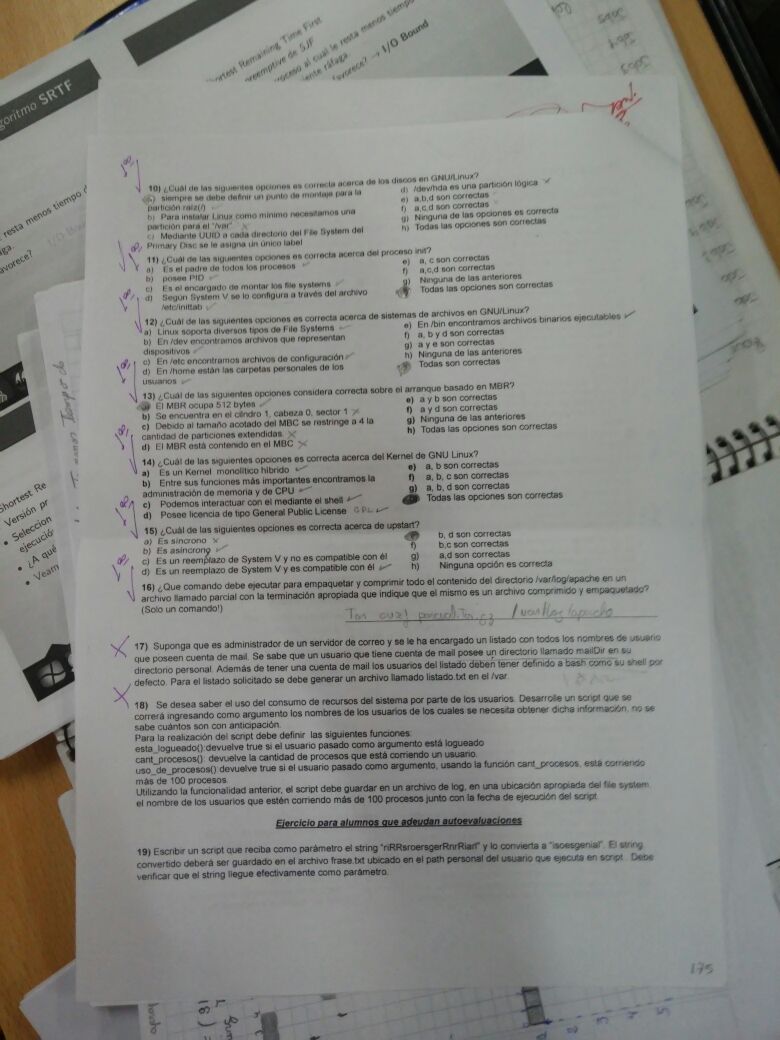 Shortest Remaining Time First
preemptive de SJF
proceso al cual le resta menos tiempo
ente ráfaga.
favorece? → I/O Bound
goritmo SRTF
resta menos tiempo
aga.
avorece?
Shortest Re
Versión pr
• Seleccion
ejecució
• ¿A qué
• Veam
10) ¿Cuál de las siguientes opciones es correcta acerca de los discos en GNU/Linux?
a) siempre se debe definir un punto de montaje para la
partición raíz(/)
b) Para instalar Linux como mínimo necesitamos una
partición para el "/var"
c) Mediante UUID a cada directorio del File System del
Primary Disc se le asigna un único label
d) /dev/hda es una partición lógica
e) a,b,d son correctas
f) a,c,d son correctas
g) Ninguna de las opciones es correcta
h) Todas las opciones son correctas
11) ¿Cuál de las siguientes opciones es correcta acerca del proceso init?
a) Es el padre de todos los procesos
b) posee PID
c) Es el encargado de montar los file systems
d) Según System V se lo configura a través del archivo
/etc/inittab
e) a, c son correctas
f) a,c,d son correctas
g) Ninguna de las anteriores
Todas las opciones son correctas
12) ¿Cuál de las siguientes opciones es correcta acerca de sistemas de archivos en GNU/Linux?
a) Linux soporta diversos tipos de File Systems
b) En /dev encontramos archivos que representan
dispositivos
c) En /etc encontramos archivos de configuración
d) En /home están las carpetas personales de los
usuarios
e) En /bin encontramos archivos binarios ejecutables
f) a, b y d son correctas
g) a y e son correctas
h) Ninguna de las anteriores
Todas son correctas
13) ¿Cuál de las siguientes opciones considera correcta sobre el arranque basado en MBR?
El MBR ocupa 512 bytes
b) Se encuentra en el cilindro 1, cabeza 0, sector 1
c) Debido al tamaño acotado del MBC se restringe a 4 la
cantidad de particiones extendidas
d) El MBR está contenido en el MBC
e) a y b son correctas
f) a y d son correctas
g) Ninguna de las anteriores
h) Todas las opciones son correctas
14) ¿Cuál de las siguientes opciones es correcta acerca del Kernel de GNU Linux?
a) Es un Kernel monolítico híbrido
b) Entre sus funciones más importantes encontramos la
administración de memoria y de CPU
c) Podemos interactuar con el mediante el shell
d) Posee licencia de tipo General Public License GPL
e) a, b son correctas
f) a, b, c son correctas
g) a, b, d son correctas
Todas las opciones son correctas
15) ¿Cuál de las siguientes opciones es correcta acerca de upstart?
a) Es síncrono
b) Es asíncrono
c) Es un reemplazo de System V y no es compatible con él
d) Es un reemplazo de System V y es compatible con él
b, d son correctas
f) b,c son correctas
g) a,d son correctas
h) Ninguna opción es correcta
16) ¿Que comando debe ejecutar para empaquetar y comprimir todo el contenido del directorio /var/log/apache en un
archivo llamado parcial con la terminación apropiada que indique que el mismo es un archivo comprimido y empaquetado?
(Solo un comando!)
Tar cvzf parcial.tar.gz /var/log/apache
17) Suponga que es administrador de un servidor de correo y se le ha encargado un listado con todos los nombres de usuario
que poseen cuenta de mail. Se sabe que un usuario que tiene cuenta de mail posee un directorio llamado mailDir en su
directorio personal. Además de tener una cuenta de mail los usuarios del listado deben tener definido a bash como su shell por
defecto. Para el listado solicitado se debe generar un archivo llamado listado.txt en el /var.
18) Se desea saber el uso del consumo de recursos del sistema por parte de los usuarios. Desarrolle un script que se
correrá ingresando como argumento los nombres de los usuarios de los cuales se necesita obtener dicha información, no se
sabe cuántos son con anticipación.
Para la realización del script debe definir las siguientes funciones:
esta_logueado():devuelve true si el usuario pasado como argumento está logueado
cant_procesos(): devuelve la cantidad de procesos que está corriendo un usuario.
uso_de_procesos():devuelve true si el usuario pasado como argumento, usando la función cant_procesos, está corriendo
más de 100 procesos.
Utilizando la funcionalidad anterior, el script debe guardar en un archivo de log, en una ubicación apropiada del file system,
el nombre de los usuarios que estén corriendo más de 100 procesos junto con la fecha de ejecución del script.
Ejercicio para alumnos que adeudan autoevaluaciones
19) Escribir un script que reciba como parámetro el string "riRRsroersgerRnrRiarl" y lo convierta a "isoesgenial". El string
convertido deberá ser guardado en el archivo frase.txt ubicado en el path personal del usuario que ejecuta en script. Debe
verificar que el string llegue efectivamente como parámetro.
175